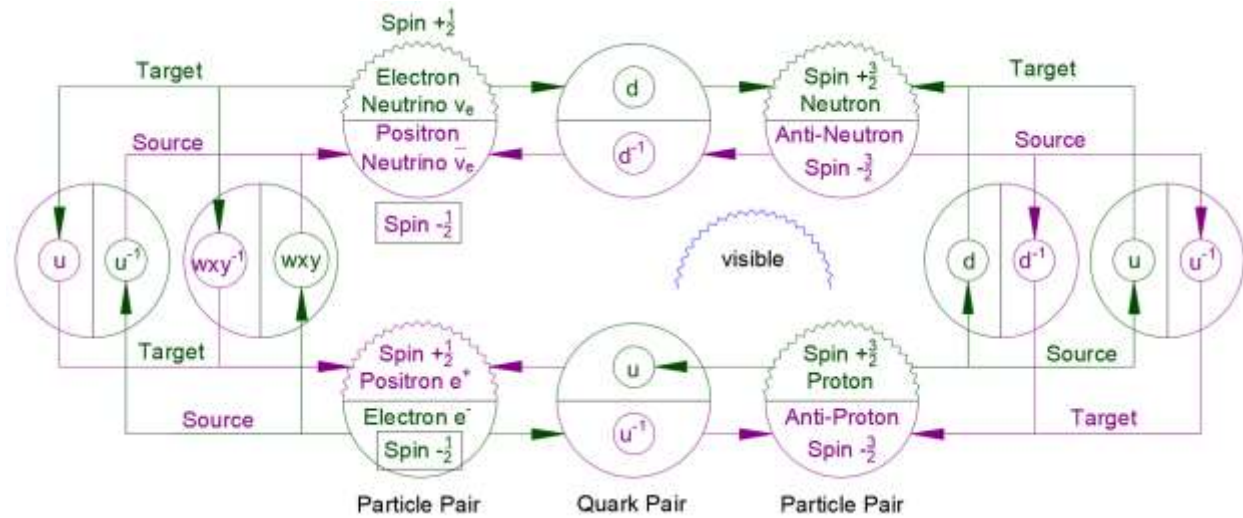 Spin +1/2
Target
Electron
Neutrino νe
d
Spin +3/2
Neutron
Target
Source
Positron
Neutrino ν̅e
d-1
Anti-Neutron
Spin -3/2
Source
Spin -1/2
u
u-1
wxy-1
wxy
visible
d
d-1
u
u-1
Target
Spin +1/2
Positron e+
u
Spin +3/2
Proton
Source
Source
Electron e-
Spin -1/2
u-1
Anti-Proton
Spin -3/2
Target
Particle Pair
Quark Pair
Particle Pair